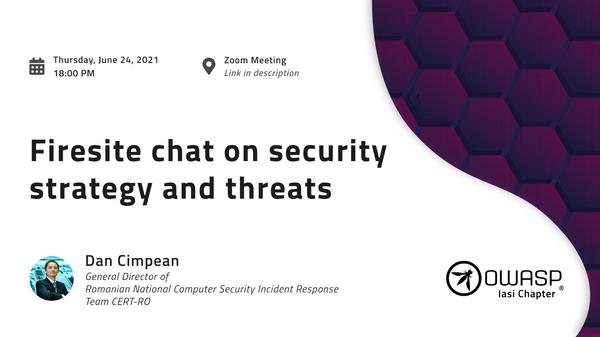 Thursday, June 24, 2021
18:00 PM
Zoom Meeting
Link in description
Firesite chat on security
strategy and threats
Dan Cimpean
General Director of
Romanian National Computer Security Incident Response
Team CERT-RO
OWASP
Iasi Chapter ®